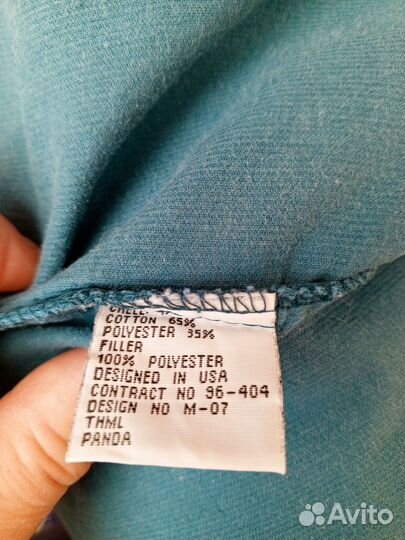 COTTON 65%
POLYESTER 35%
FILLER
100% POLYESTER
DESIGNED IN USA
CONTRACT NO 96-404
DESIGN NO M-07
THML
PANDA
Avito